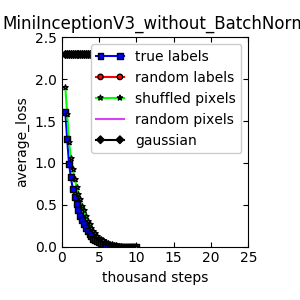 MiniInceptionV3_without_BatchNorm
2.5
2.0
1.5
1.0
0.5
0.0
average_loss
true labels
random labels
shuffled pixels
random pixels
gaussian
0 5 10 15 20 25
thousand steps